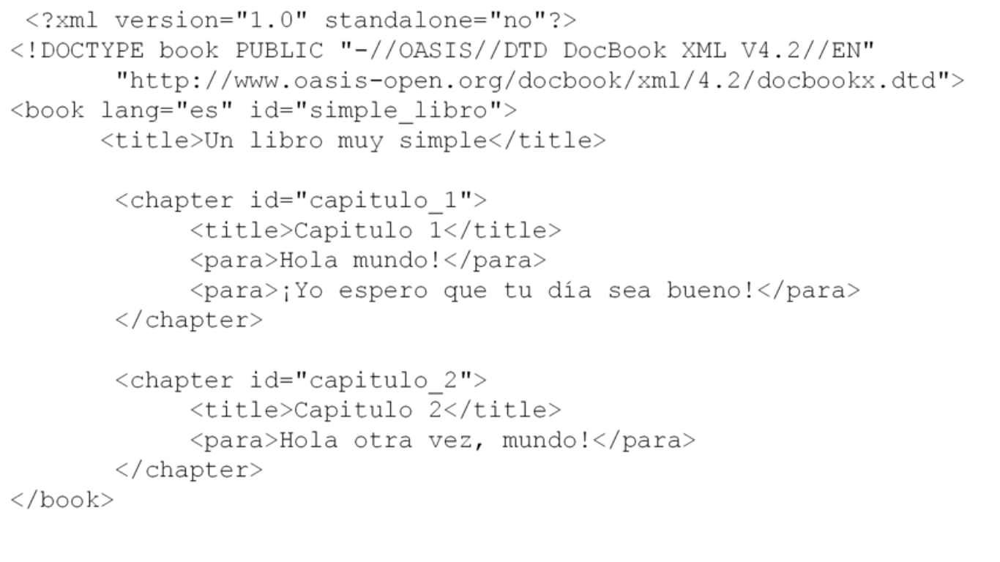 <?xml version="1.0" standalone="no"?>
<!DOCTYPE book PUBLIC "-//OASIS//DTD DocBook XML V4.2//EN"
"http://www.oasis-open.org/docbook/xml/4.2/docbookx.dtd">
<book lang="es" id="simple_libro">
<title>Un libro muy simple</title>
<chapter id="capitulo_1">
<title>Capitulo 1</title>
<para>Hola mundo!</para>
<para>¡Yo espero que tu día sea bueno!</para>
</chapter>
<chapter id="capitulo_2">
<title>Capitulo 2</title>
<para>Hola otra vez, mundo!</para>
</chapter>
</book>